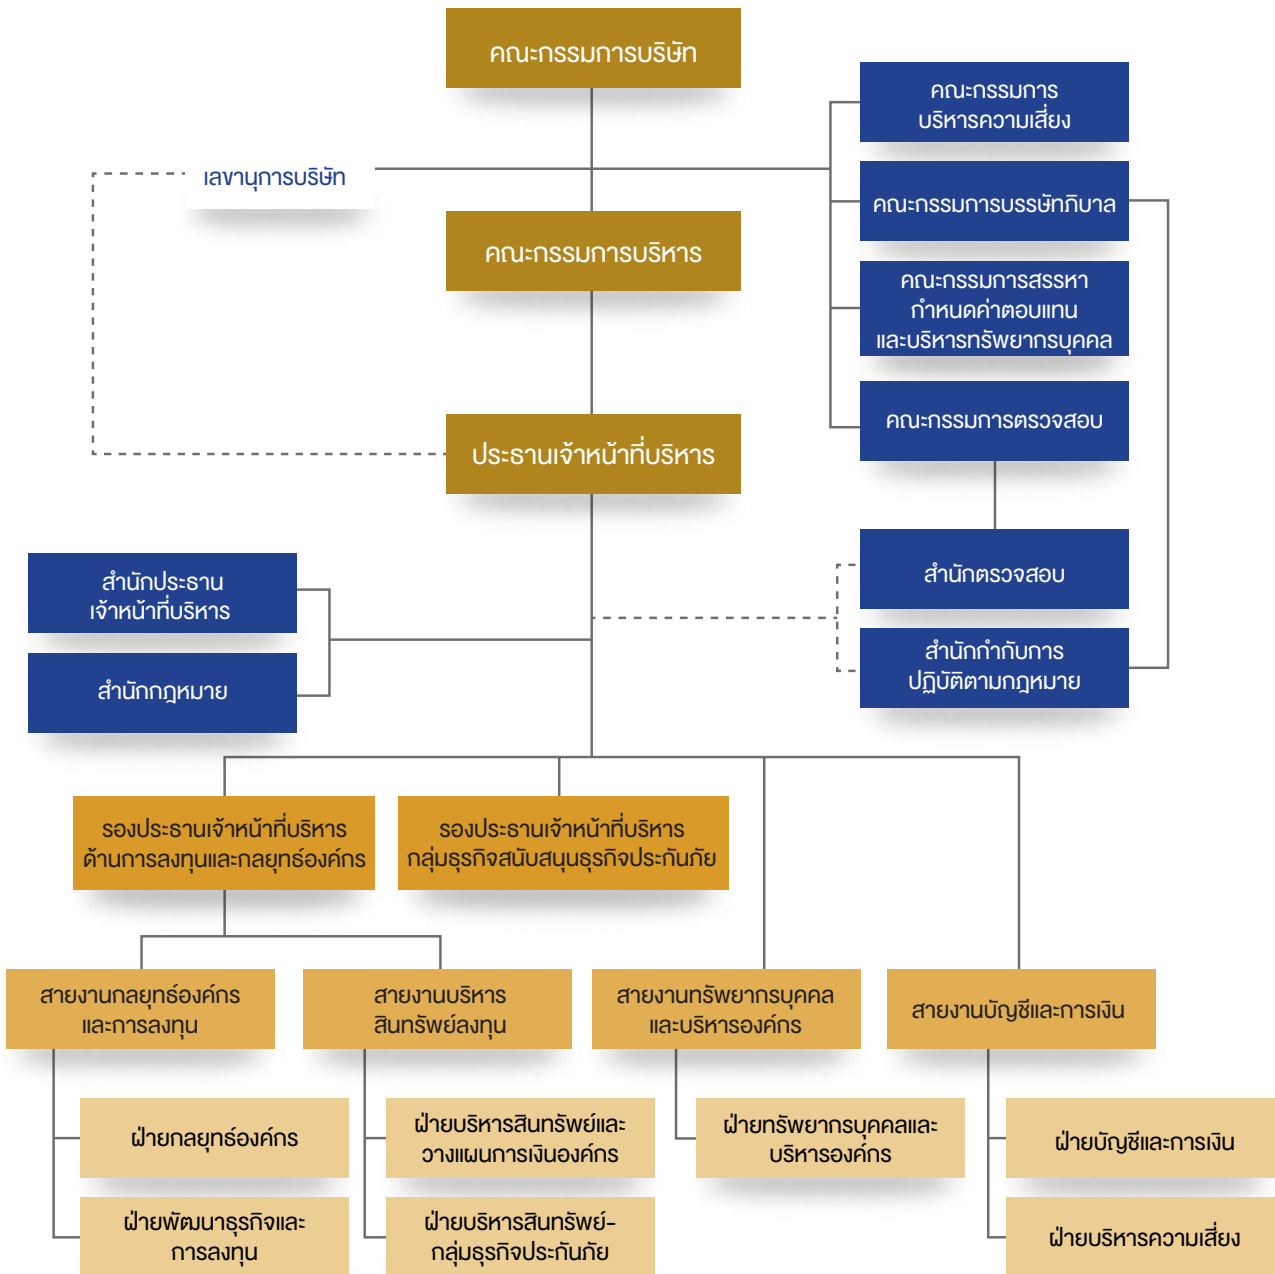 คณะกรรมการบริษัท
คณะกรรมการ
บริหารความเสี่ยง
เลขานุการบริษัท
คณะกรรมการบรรษัทภิบาล
คณะกรรมการบริหาร
คณะกรรมการสรรหา
กำหนดค่าตอบแทน
และบริหารทรัพยากรบุคคล
คณะกรรมการตรวจสอบ
ประธานเจ้าหน้าที่บริหาร
สำนักประธาน
เจ้าหน้าที่บริหาร
สำนักตรวจสอบ
สำนักกฎหมาย
สำนักกำกับการ
ปฏิบัติตามกฎหมาย
รองประธานเจ้าหน้าที่บริหาร
ด้านการลงทุนและกลยุทธ์องค์กร
รองประธานเจ้าหน้าที่บริหาร
กลุ่มธุรกิจสนับสนุนธุรกิจประกันภัย
สายงานกลยุทธ์องค์กร
และการลงทุน
สายงานบริหาร
สินทรัพย์ลงทุน
สายงานทรัพยากรบุคคล
และบริหารองค์กร
สายงานบัญชีและการเงิน
ฝ่ายกลยุทธ์องค์กร
ฝ่ายบริหารสินทรัพย์และ
วางแผนการเงินองค์กร
ฝ่ายทรัพยากรบุคคลและ
บริหารองค์กร
ฝ่ายบัญชีและการเงิน
ฝ่ายพัฒนาธุรกิจและ
การลงทุน
ฝ่ายบริหารสินทรัพย์-
กลุ่มธุรกิจประกันภัย
ฝ่ายบริหารความเสี่ยง